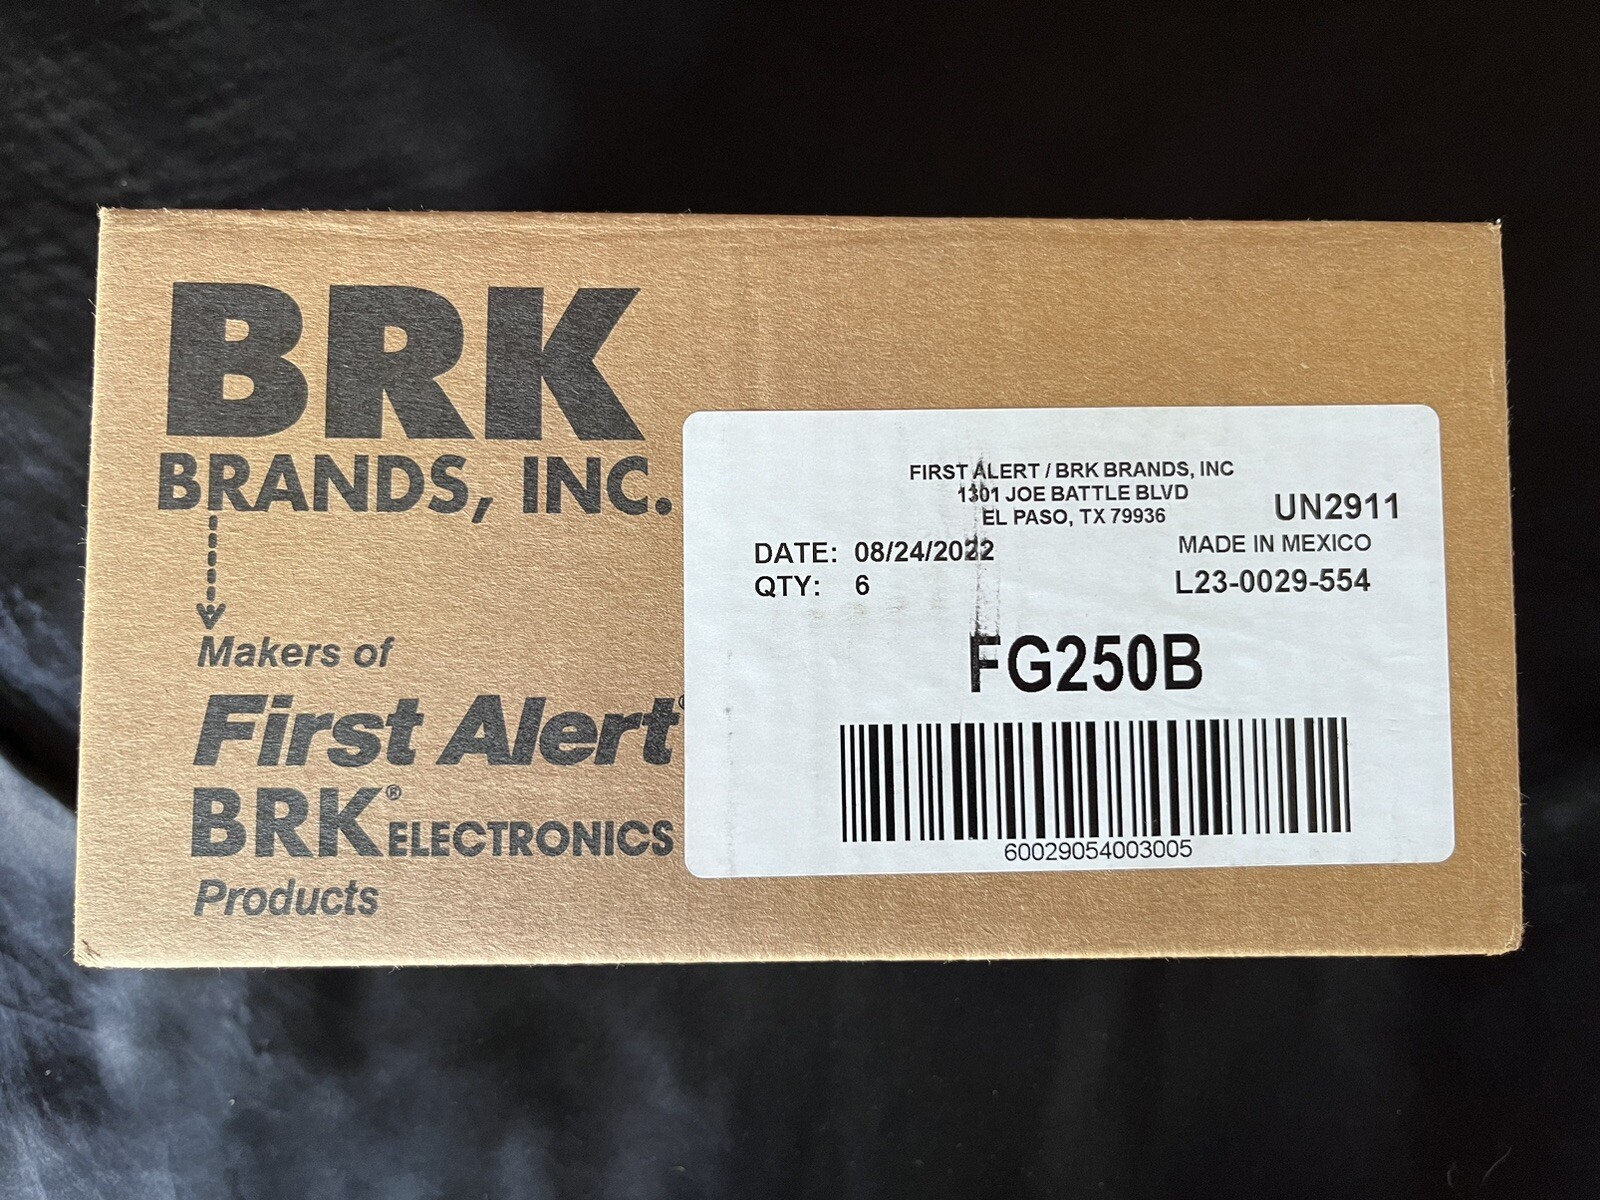 BRK
BRANDS, INC.
Makers of
First Alert®
BRK®ELECTRONICS
Products
FIRST ALERT / BRK BRANDS, INC
1301 JOE BATTLE BLVD
EL PASO, TX 79936
UN2911
DATE: 08/24/2022
MADE IN MEXICO
QTY: 6
L23-0029-554
FG250B
60029054003005